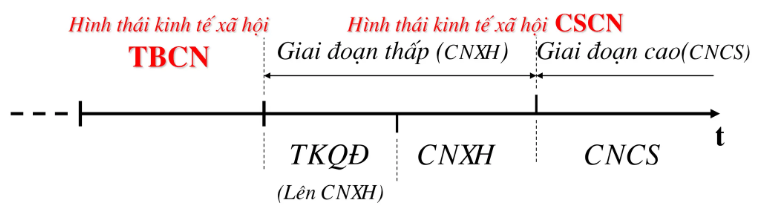 Hình thái kinh tế xã hội
TBCN
Hình thái kinh tế xã hội CSCN
Giai đoạn thấp (CNXH)
Giai đoạn cao(CNCS)
t
TKQĐ
(Lên CNXH)
CNXH
CNCS